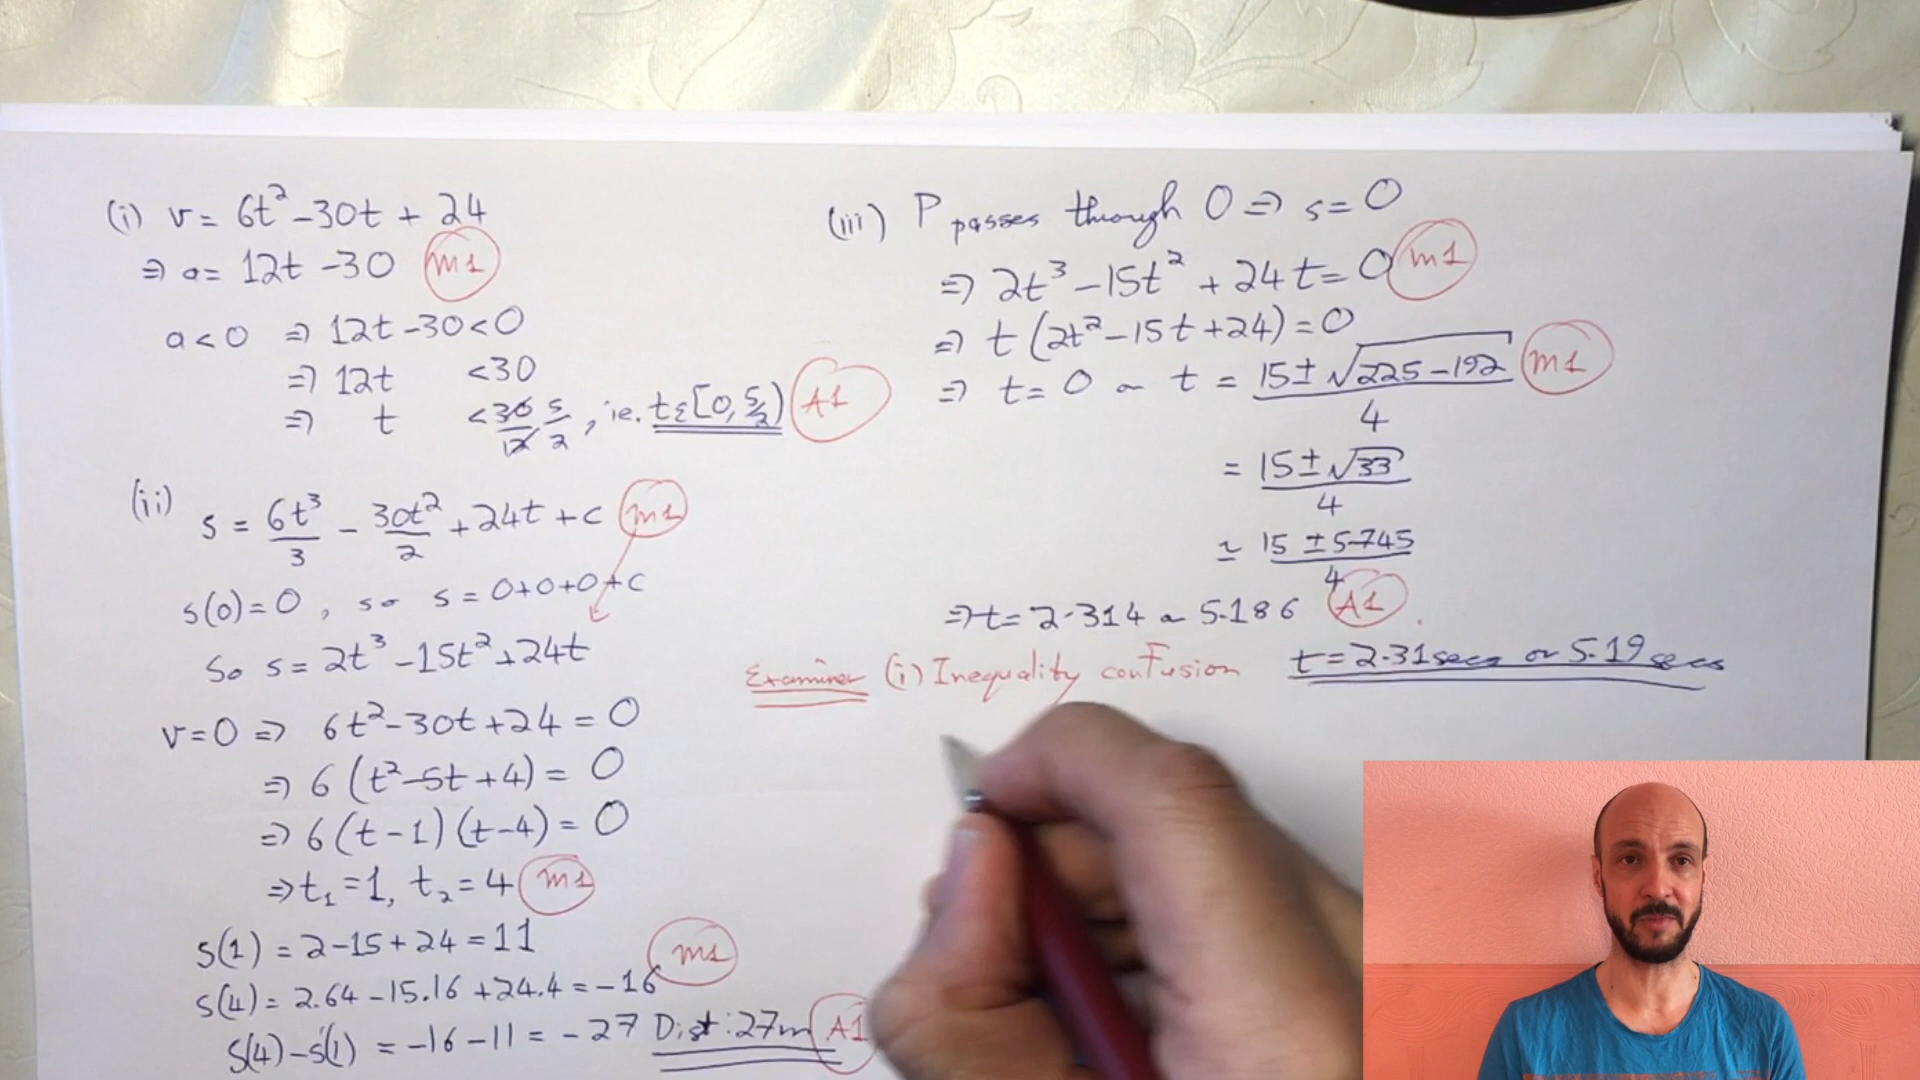 (i) v = 6t² - 30t + 24
⇒ a = 12t - 30 M1
a < 0 ⇒ 12t - 30 < 0
⇒ 12t < 30
⇒ t < 30/12 5/2, ie. t ε [0, 5/2) A1
(ii) s = 6t³/3 - 30t²/2 + 24t + c M1
s(0) = 0, so s = 0+0+0+c
So s = 2t³ - 15t² + 24t
v = 0 ⇒ 6t² - 30t + 24 = 0
⇒ 6(t² - 5t + 4) = 0
⇒ 6(t - 1)(t - 4) = 0
⇒ t₁ = 1, t₂ = 4 M1
s(1) = 2 - 15 + 24 = 11
s(4) = 2.64 - 15.16 + 24.4 = -16 M1
s(4) - s(1) = -16 - 11 = -27 Dist: 27m A1
(iii) P passes through O ⇒ s = 0
⇒ 2t³ - 15t² + 24t = 0 M1
⇒ t(2t² - 15t + 24) = 0
⇒ t = 0 or t = 15 ± √225 - 192 / 4 M1
= 15 ± √33 / 4
≃ 15 ± 5.745 / 4
⇒ t = 2.314 or 5.186 A1
t = 2.31 secs or 5.19 secs
Examiner (i) Inequality confusion